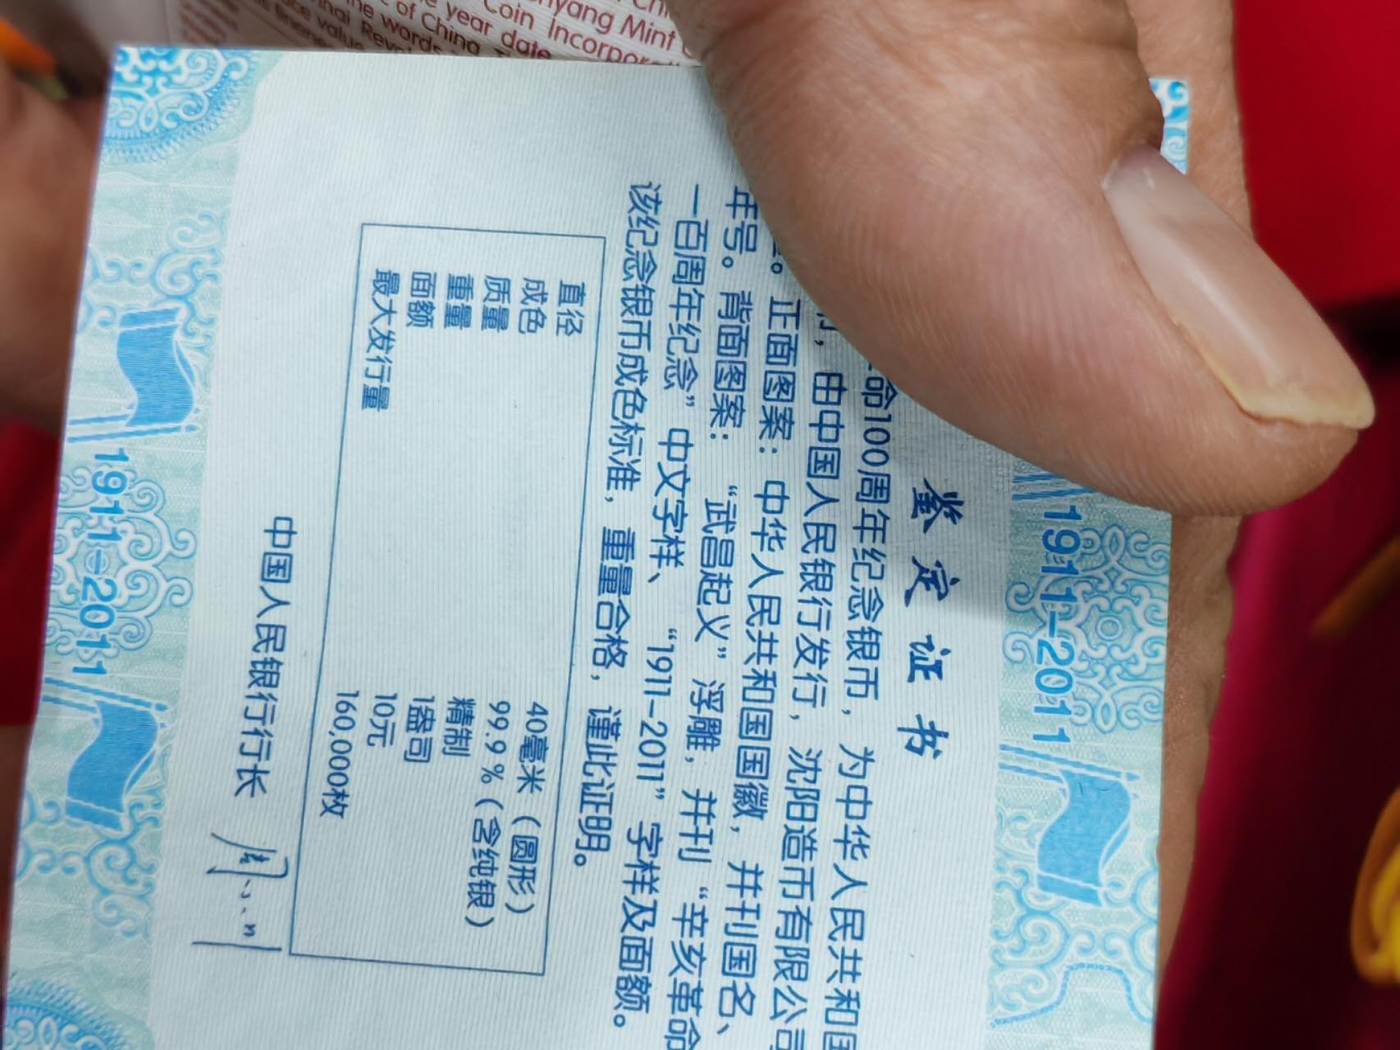 1911-2011
鉴定证书
命100周年纪念银币，为中华人民共和国
，由中国人民银行发行，沈阳造币有限公司
。正面图案：中华人民共和国国徽，并刊国名、
年号。背面图案：“武昌起义”浮雕，并刊“辛亥革命
一百周年纪念”中文字样、“1911-2011”字样及面额。
该纪念银币成色标准，重量合格，谨此证明。
直径 40毫米（圆形）
成色 99.9%（含纯银）
质量 精制
重量 1盎司
面额 10元
最大发行量 160,000枚
中国人民银行行长
1911-2011
nyang Mint
Coin Incorpor
year date
of China
the words